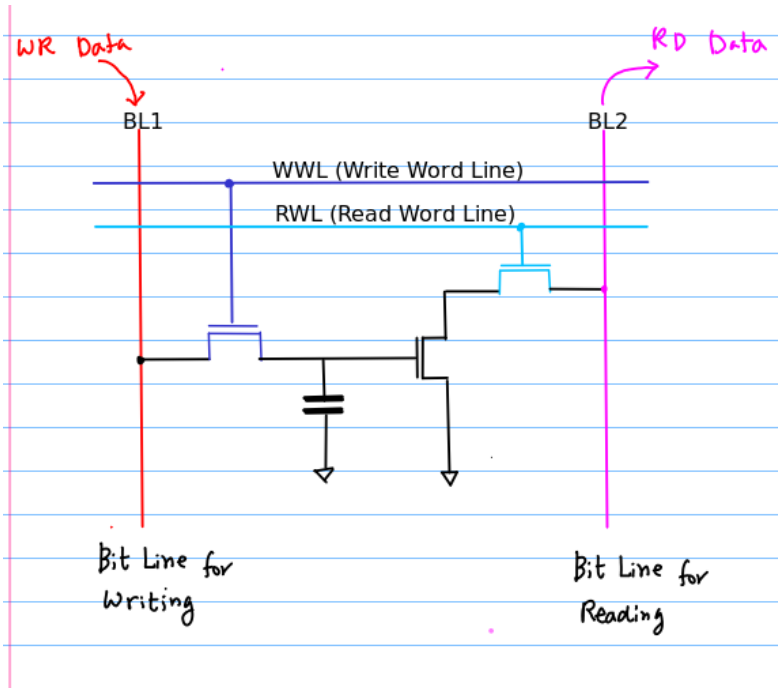 WR Data
RD Data
BL1
BL2
WWL (Write Word Line)
RWL (Read Word Line)
Bit Line for
Writing
Bit Line for
Reading